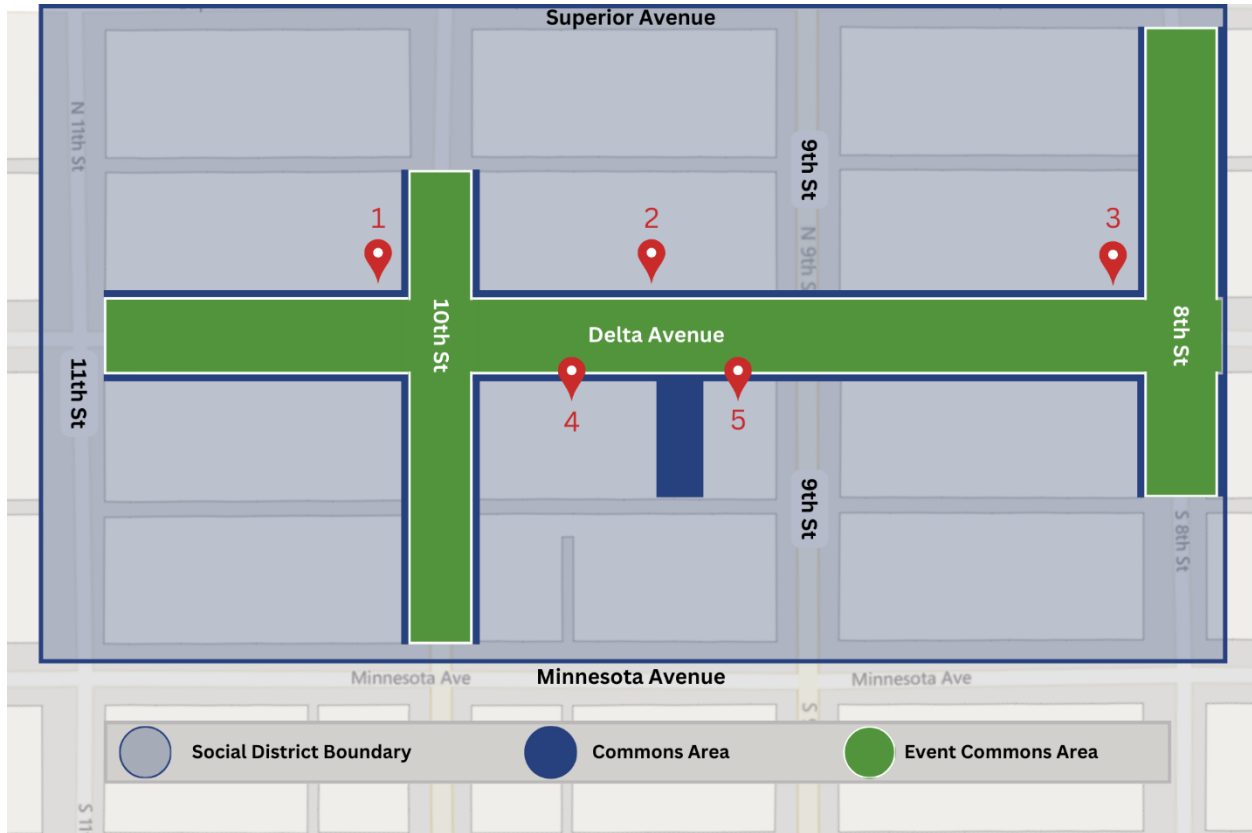 Superior Avenue
N 11th St
9th St
N 9th St
1
2
3
10th St
Delta Avenue
8th St
11th St
4
5
9th St
S 8th St
Minnesota Ave
Minnesota Avenue
Minnesota Ave
S 11
Social District Boundary
Commons Area
Event Commons Area